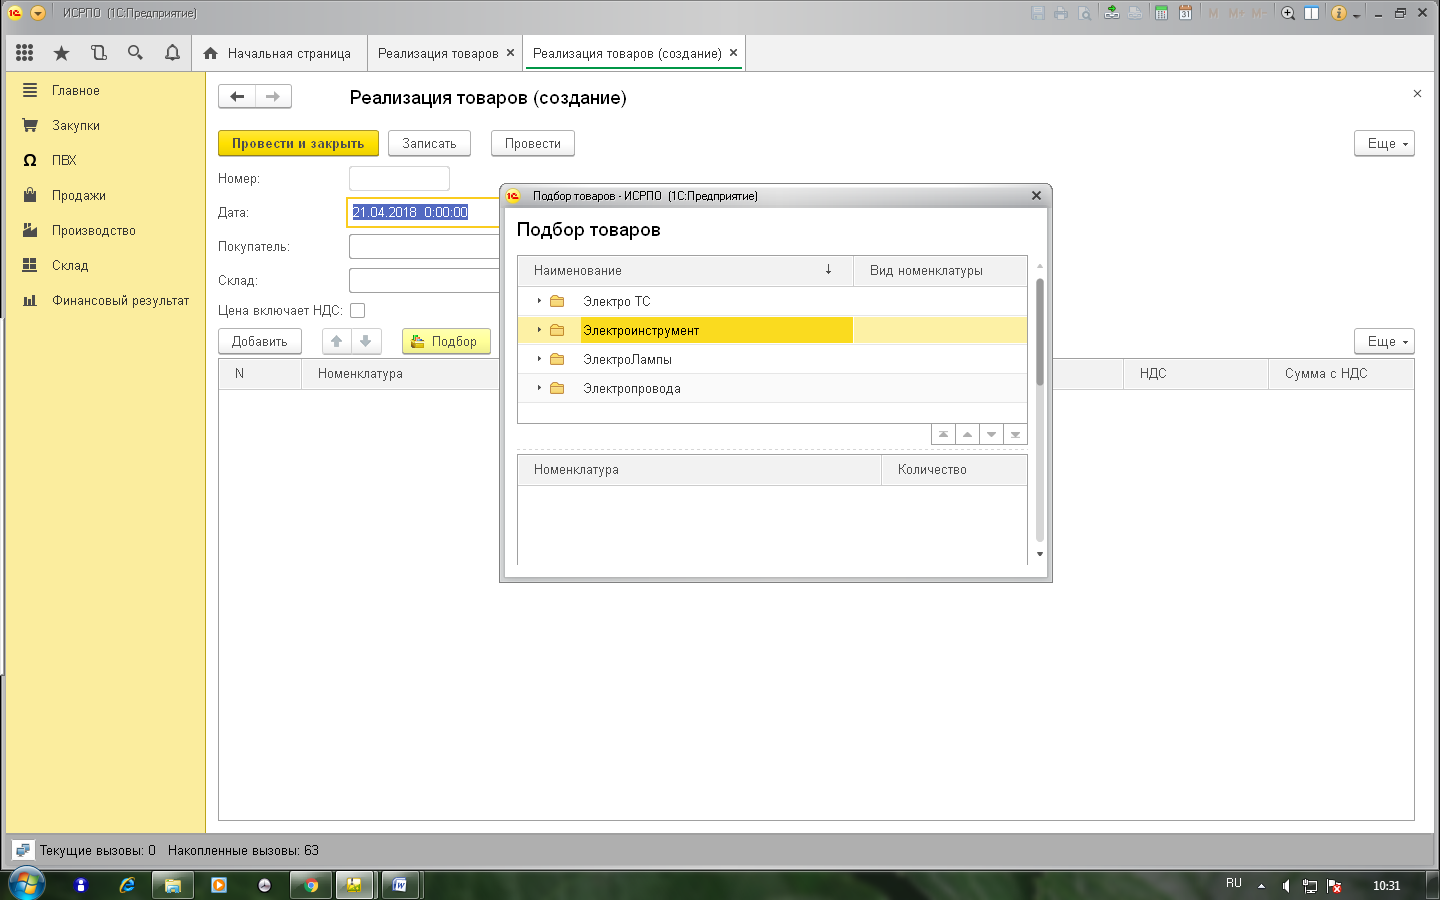 ИСРПО (1С:Предприятие)
M M+ M-
Начальная страница
Реализация товаров
Реализация товаров (создание)
Главное
Закупки
ПВХ
Продажи
Производство
Склад
Финансовый результат
Реализация товаров (создание)
Провести и закрыть
Записать
Провести
Еще
Номер:
Дата:
21.04.2018 0:00:00
Покупатель:
Склад:
Цена включает НДС:
Добавить
Подбор
Еще
N
Номенклатура
НДС
Сумма с НДС
Подбор товаров - ИСРПО (1С:Предприятие)
Подбор товаров
Наименование
Вид номенклатуры
Электро ТС
Электроинструмент
ЭлектроЛампы
Электропровода
Номенклатура
Количество
Текущие вызовы: 0 Накопленные вызовы: 63
RU
10:31